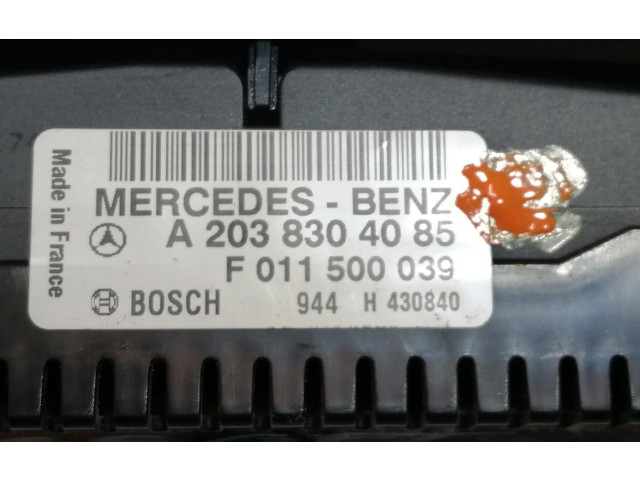 Made in France
MERCEDES - BENZ
A 203 830 40 85
F 011 500 039
BOSCH 944 H 430840